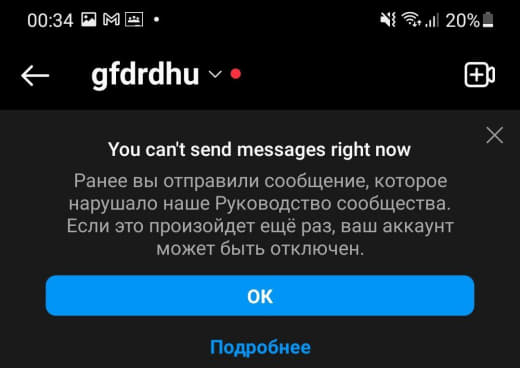 00:34 20%
gfdrdhu
You can't send messages right now
Ранее вы отправили сообщение, которое
нарушало наше Руководство сообщества.
Если это произойдет ещё раз, ваш аккаунт
может быть отключен.
OK
Подробнее